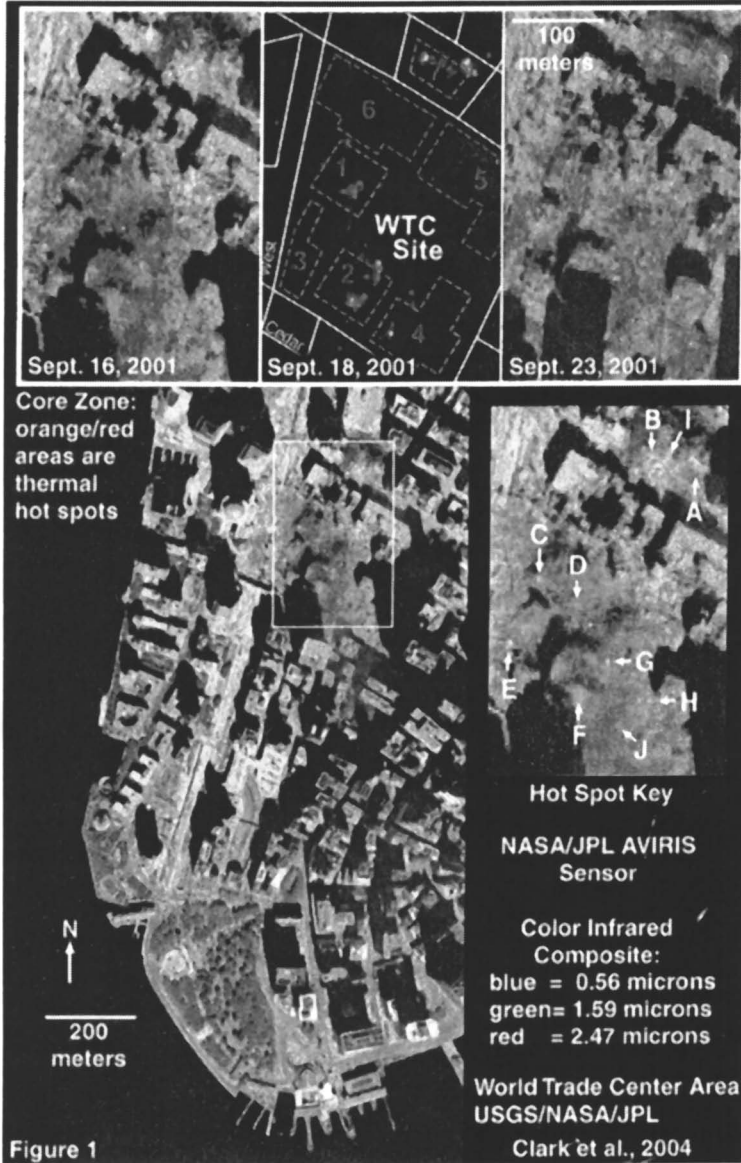 100
meters
6
1
5
WTC
Site
3
2
4
West
Cedar
Sept. 16, 2001
Sept. 18, 2001
Sept. 23, 2001
Core Zone:
orange/red
areas are
thermal
hot spots
B
I
A
C
D
G
E
H
F
J
Hot Spot Key
NASA/JPL AVIRIS
Sensor
Color Infrared
Composite:
blue = 0.56 microns
green= 1.59 microns
red = 2.47 microns
N
200
meters
World Trade Center Area
USGS/NASA/JPL
Figure 1
Clark et al., 2004